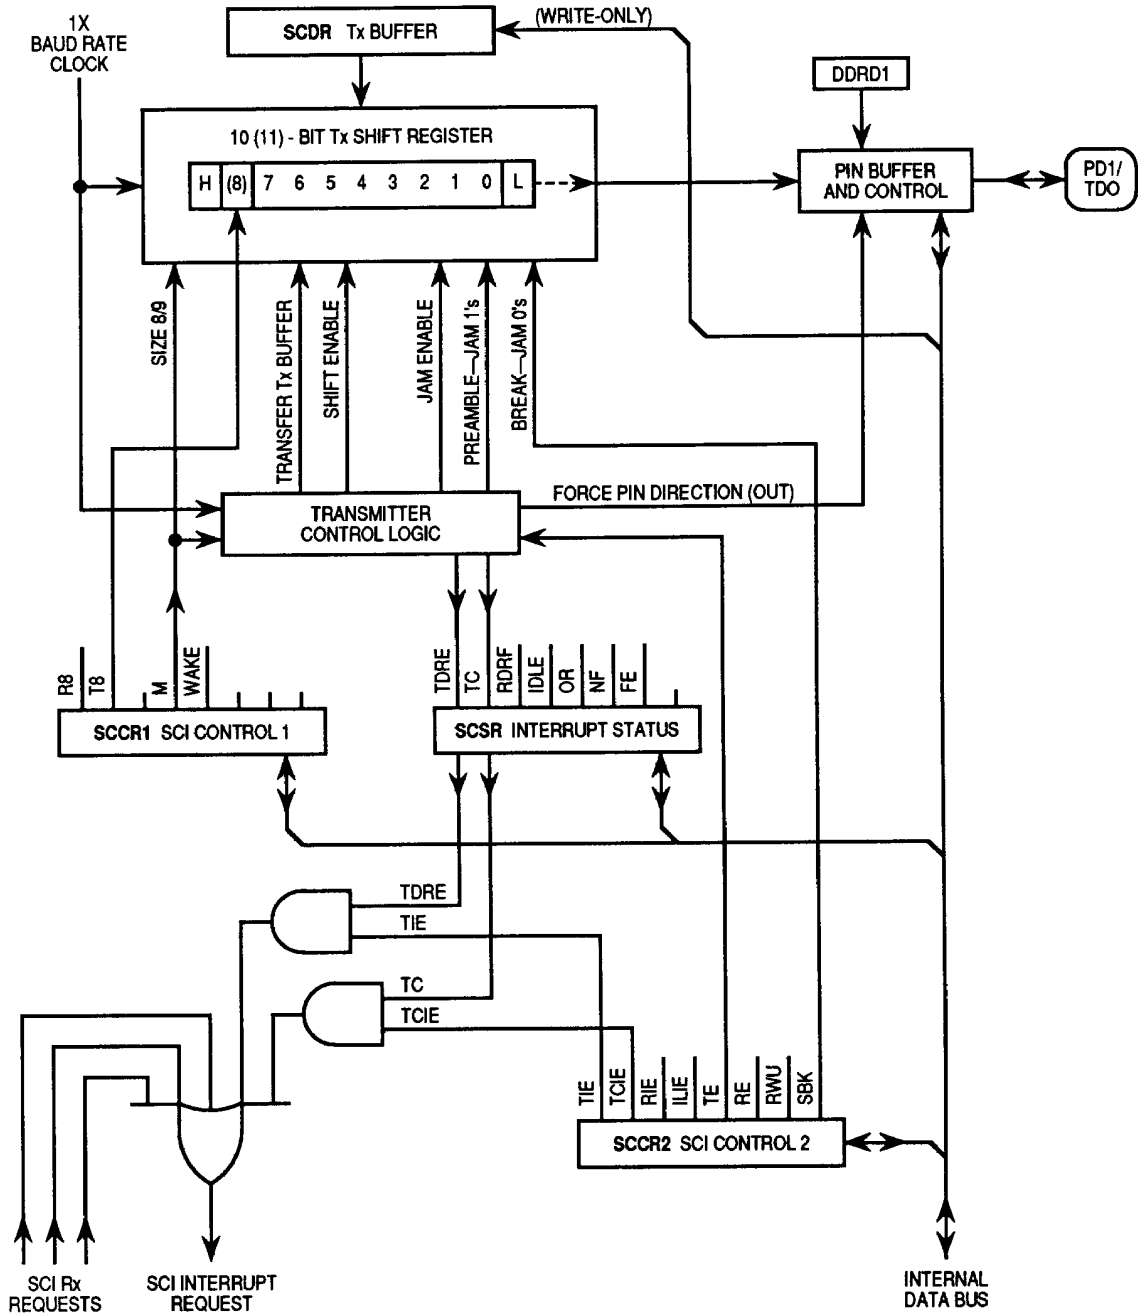 1X
BAUD RATE
CLOCK
SCDR Tx BUFFER
(WRITE-ONLY)
DDRD1
10 (11) - BIT Tx SHIFT REGISTER
H (8) 7 6 5 4 3 2 1 0 L
PIN BUFFER
AND CONTROL
PD1/
TDO
SIZE 8/9
TRANSFER Tx BUFFER
SHIFT ENABLE
JAM ENABLE
PREAMBLE—JAM 1's
BREAK—JAM 0's
FORCE PIN DIRECTION (OUT)
TRANSMITTER
CONTROL LOGIC
R8
T8
M
WAKE
TDRE
TC
RDRF
IDLE
OR
NF
FE
SCCR1 SCI CONTROL 1
SCSR INTERRUPT STATUS
TDRE
TIE
TC
TCIE
TIE
TCIE
RIE
ILIE
TE
RE
RWU
SBK
SCCR2 SCI CONTROL 2
SCI Rx
REQUESTS
SCI INTERRUPT
REQUEST
INTERNAL
DATA BUS